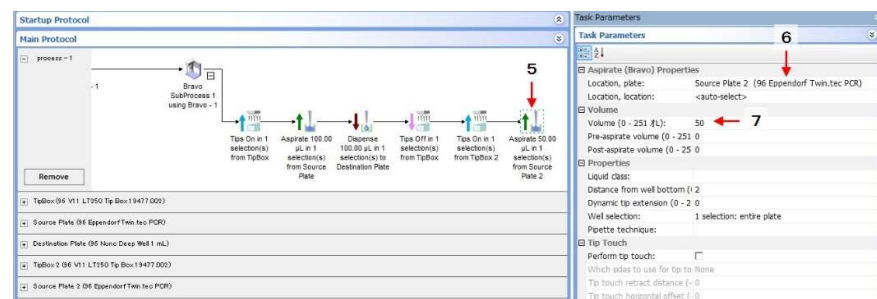 Startup Protocol
Main Protocol
process - 1
- 1
Bravo
SubProcess 1
using Bravo - 1
5
Tips On in 1
selection(s)
from TipBox
Aspirate 100.00
µL in 1
selection(s)
from Source
Plate
Dispense
100.00 µL in 1
selection(s) to
Destination Plate
Tips Off in 1
selection(s)
from TipBox
Tips On in 1
selection(s)
from TipBox 2
Aspirate 50.00
µL in 1
selection(s)
from Source
Plate 2
Remove
TipBox (96 V11 LT250 Tip Box 19477.002)
Source Plate (96 Eppendorf Twin.tec PCR)
Destination Plate (96 Nunc Deep Well 1 mL)
TipBox 2 (96 V11 LT250 Tip Box 19477.002)
Source Plate 2 (96 Eppendorf Twin.tec PCR)
Task Parameters
Task Parameters
6
Aspirate (Bravo) Properties
Location, plate: Source Plate 2 (96 Eppendorf Twin.tec PCR)
Location, location: <auto-select>
Volume
Volume (0 - 251 µL): 50
7
Pre-aspirate volume (0 - 251 0
Post-aspirate volume (0 - 25 0
Properties
Liquid class:
Distance from well bottom ( 2
Dynamic tip extension (0 - 2 0
Well selection: 1 selection: entire plate
Pipette technique:
Tip Touch
Perform tip touch:
Which sides to use for tip to None
Tip touch retract distance (- 0
Tip touch horizontal offset (- 0